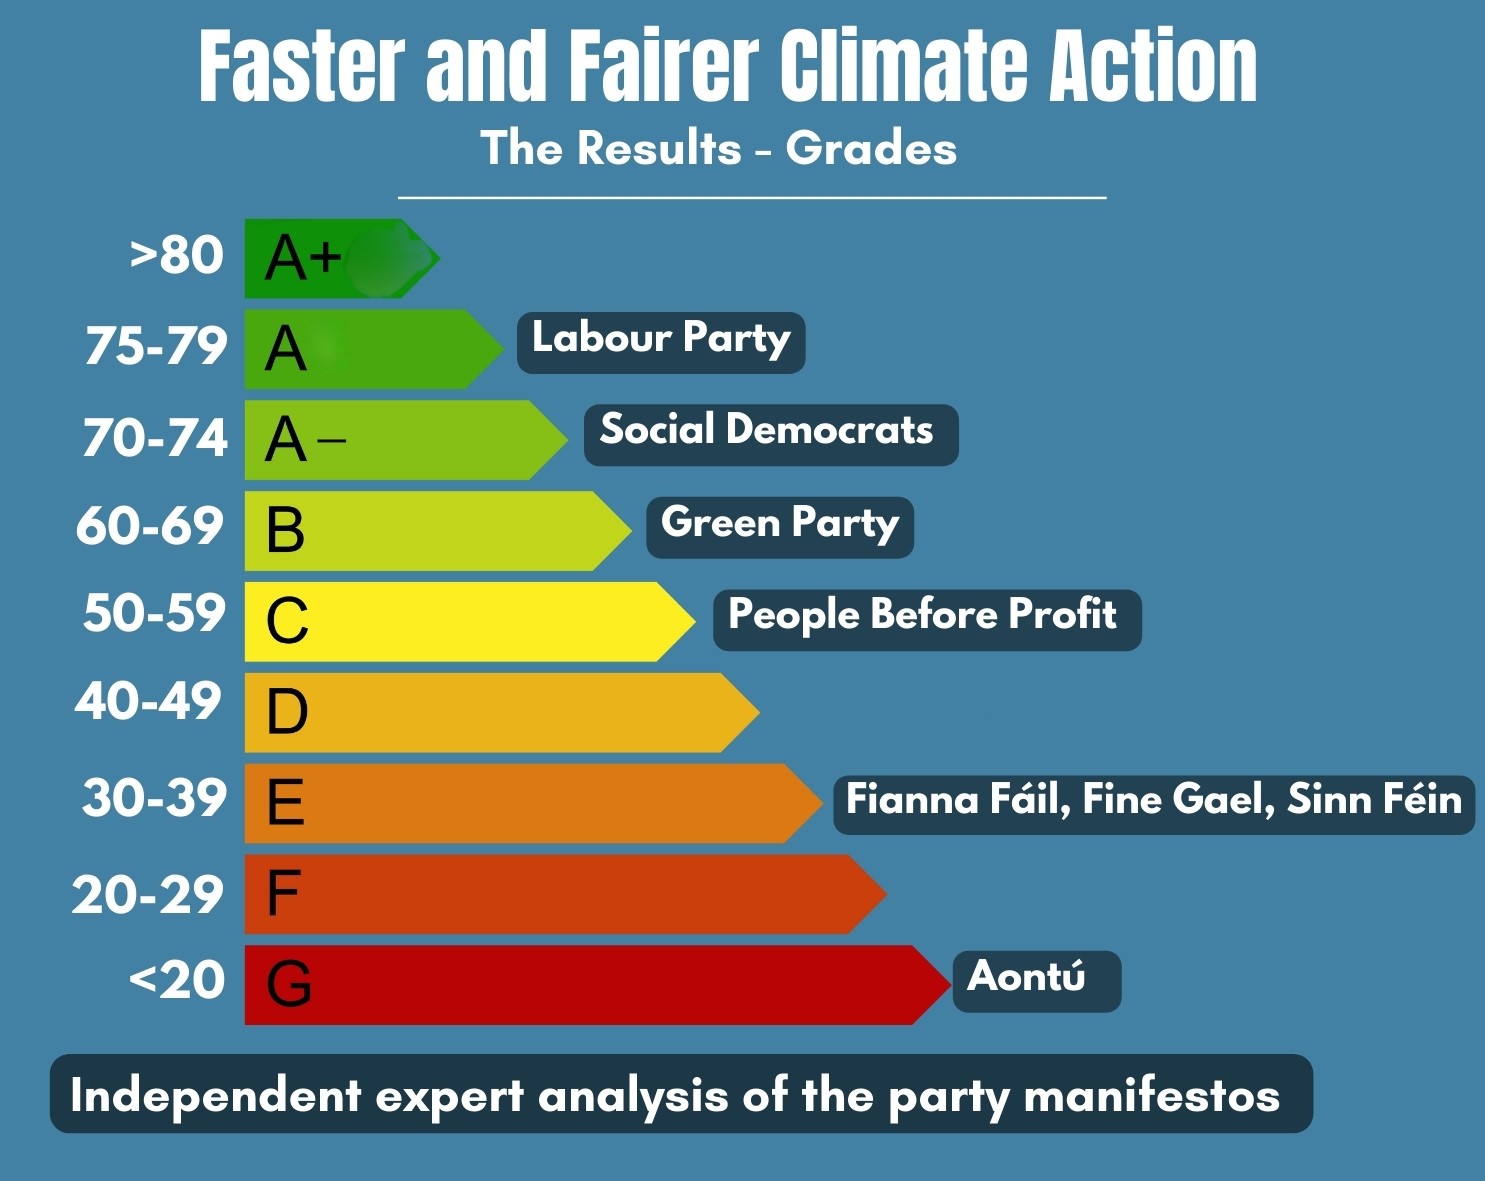 Faster and Fairer Climate Action
The Results - Grades
>80 A+
75-79 A Labour Party
70-74 A – Social Democrats
60-69 B Green Party
50-59 C People Before Profit
40-49 D
30-39 E Fianna Fáil, Fine Gael, Sinn Féin
20-29 F
<20 G Aontú
Independent expert analysis of the party manifestos